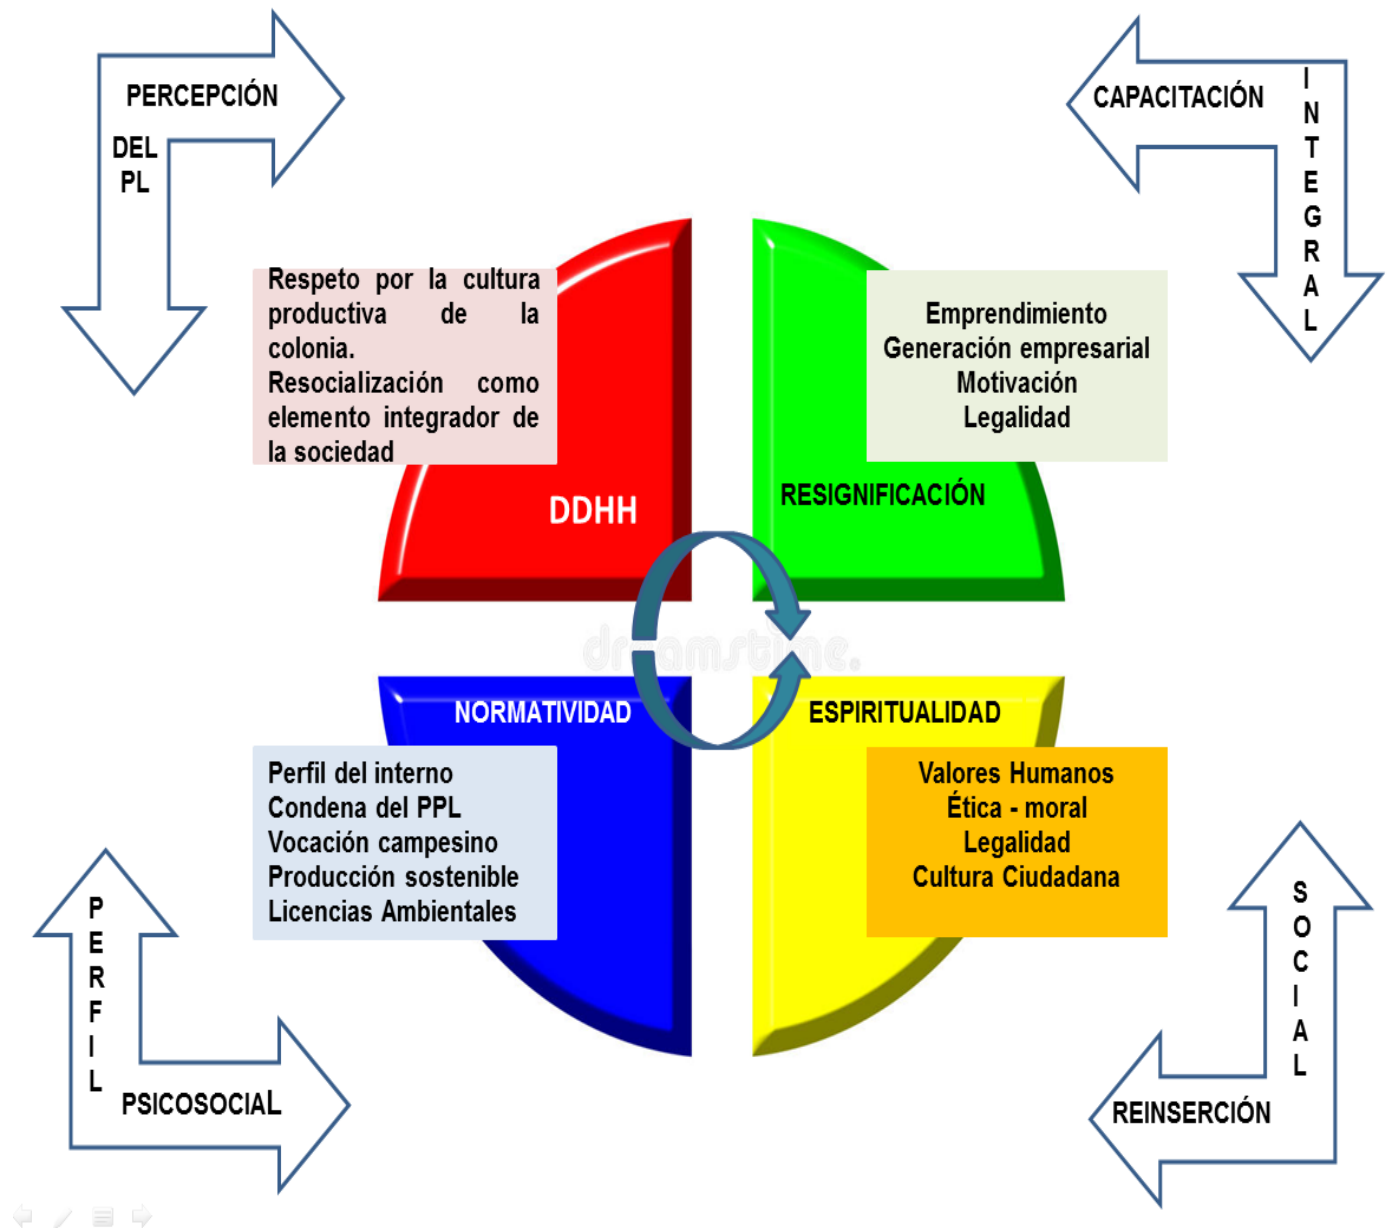 PERCEPCIÓN
DEL
PL
CAPACITACIÓN
INTEGRAL
Respeto por la cultura
productiva de la
colonia.
Resocialización como
elemento integrador de
la sociedad
DDHH
Emprendimiento
Generación empresarial
Motivación
Legalidad
RESIGNIFICACIÓN
dreamstime.
NORMATIVIDAD
Perfil del interno
Condena del PPL
Vocación campesino
Producción sostenible
Licencias Ambientales
ESPIRITUALIDAD
Valores Humanos
Ética - moral
Legalidad
Cultura Ciudadana
PERFIL
PSICOSOCIAL
SOCIAL
REINSERCIÓN